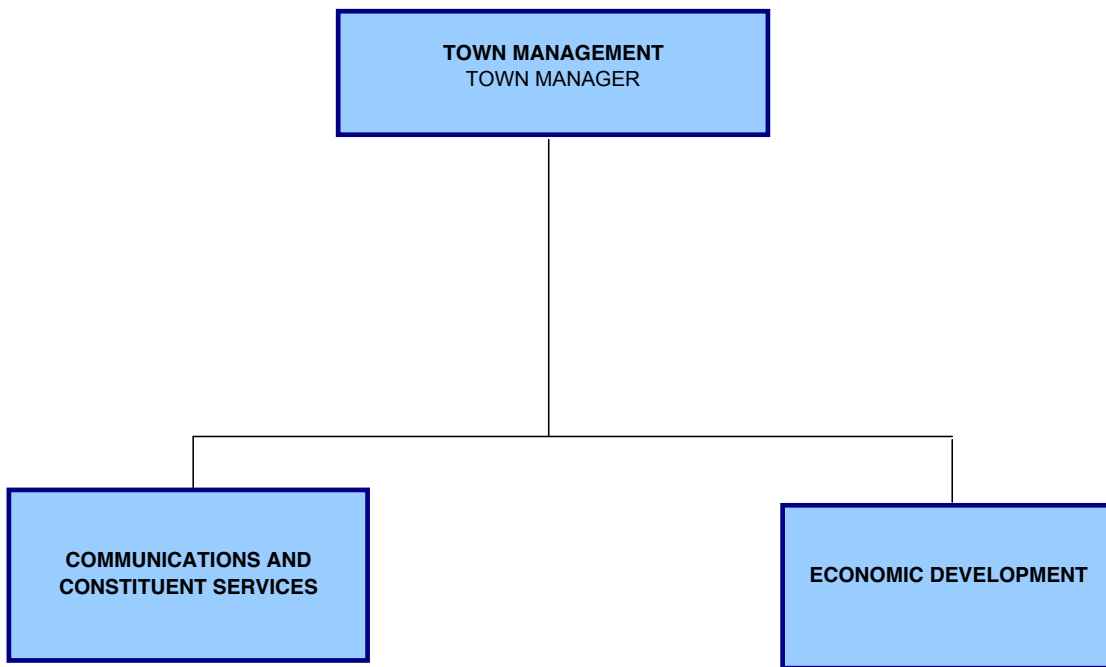 TOWN MANAGEMENT
TOWN MANAGER
COMMUNICATIONS AND
CONSTITUENT SERVICES
ECONOMIC DEVELOPMENT